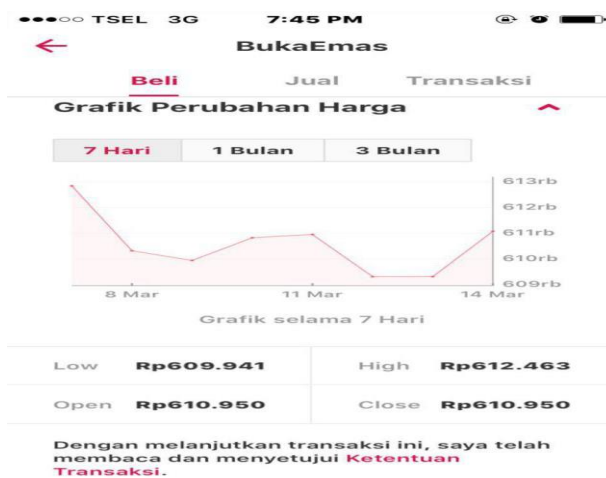 TSEL 3G 7:45 PM
BukaEmas
Beli Jual Transaksi
Grafik Perubahan Harga
7 Hari 1 Bulan 3 Bulan
613rb
612rb
611rb
610rb
609rb
8 Mar 11 Mar 14 Mar
Grafik selama 7 Hari
Low Rp609.941 High Rp612.463
Open Rp610.950 Close Rp610.950
Dengan melanjutkan transaksi ini, saya telah
membaca dan menyetujui Ketentuan
Transaksi.